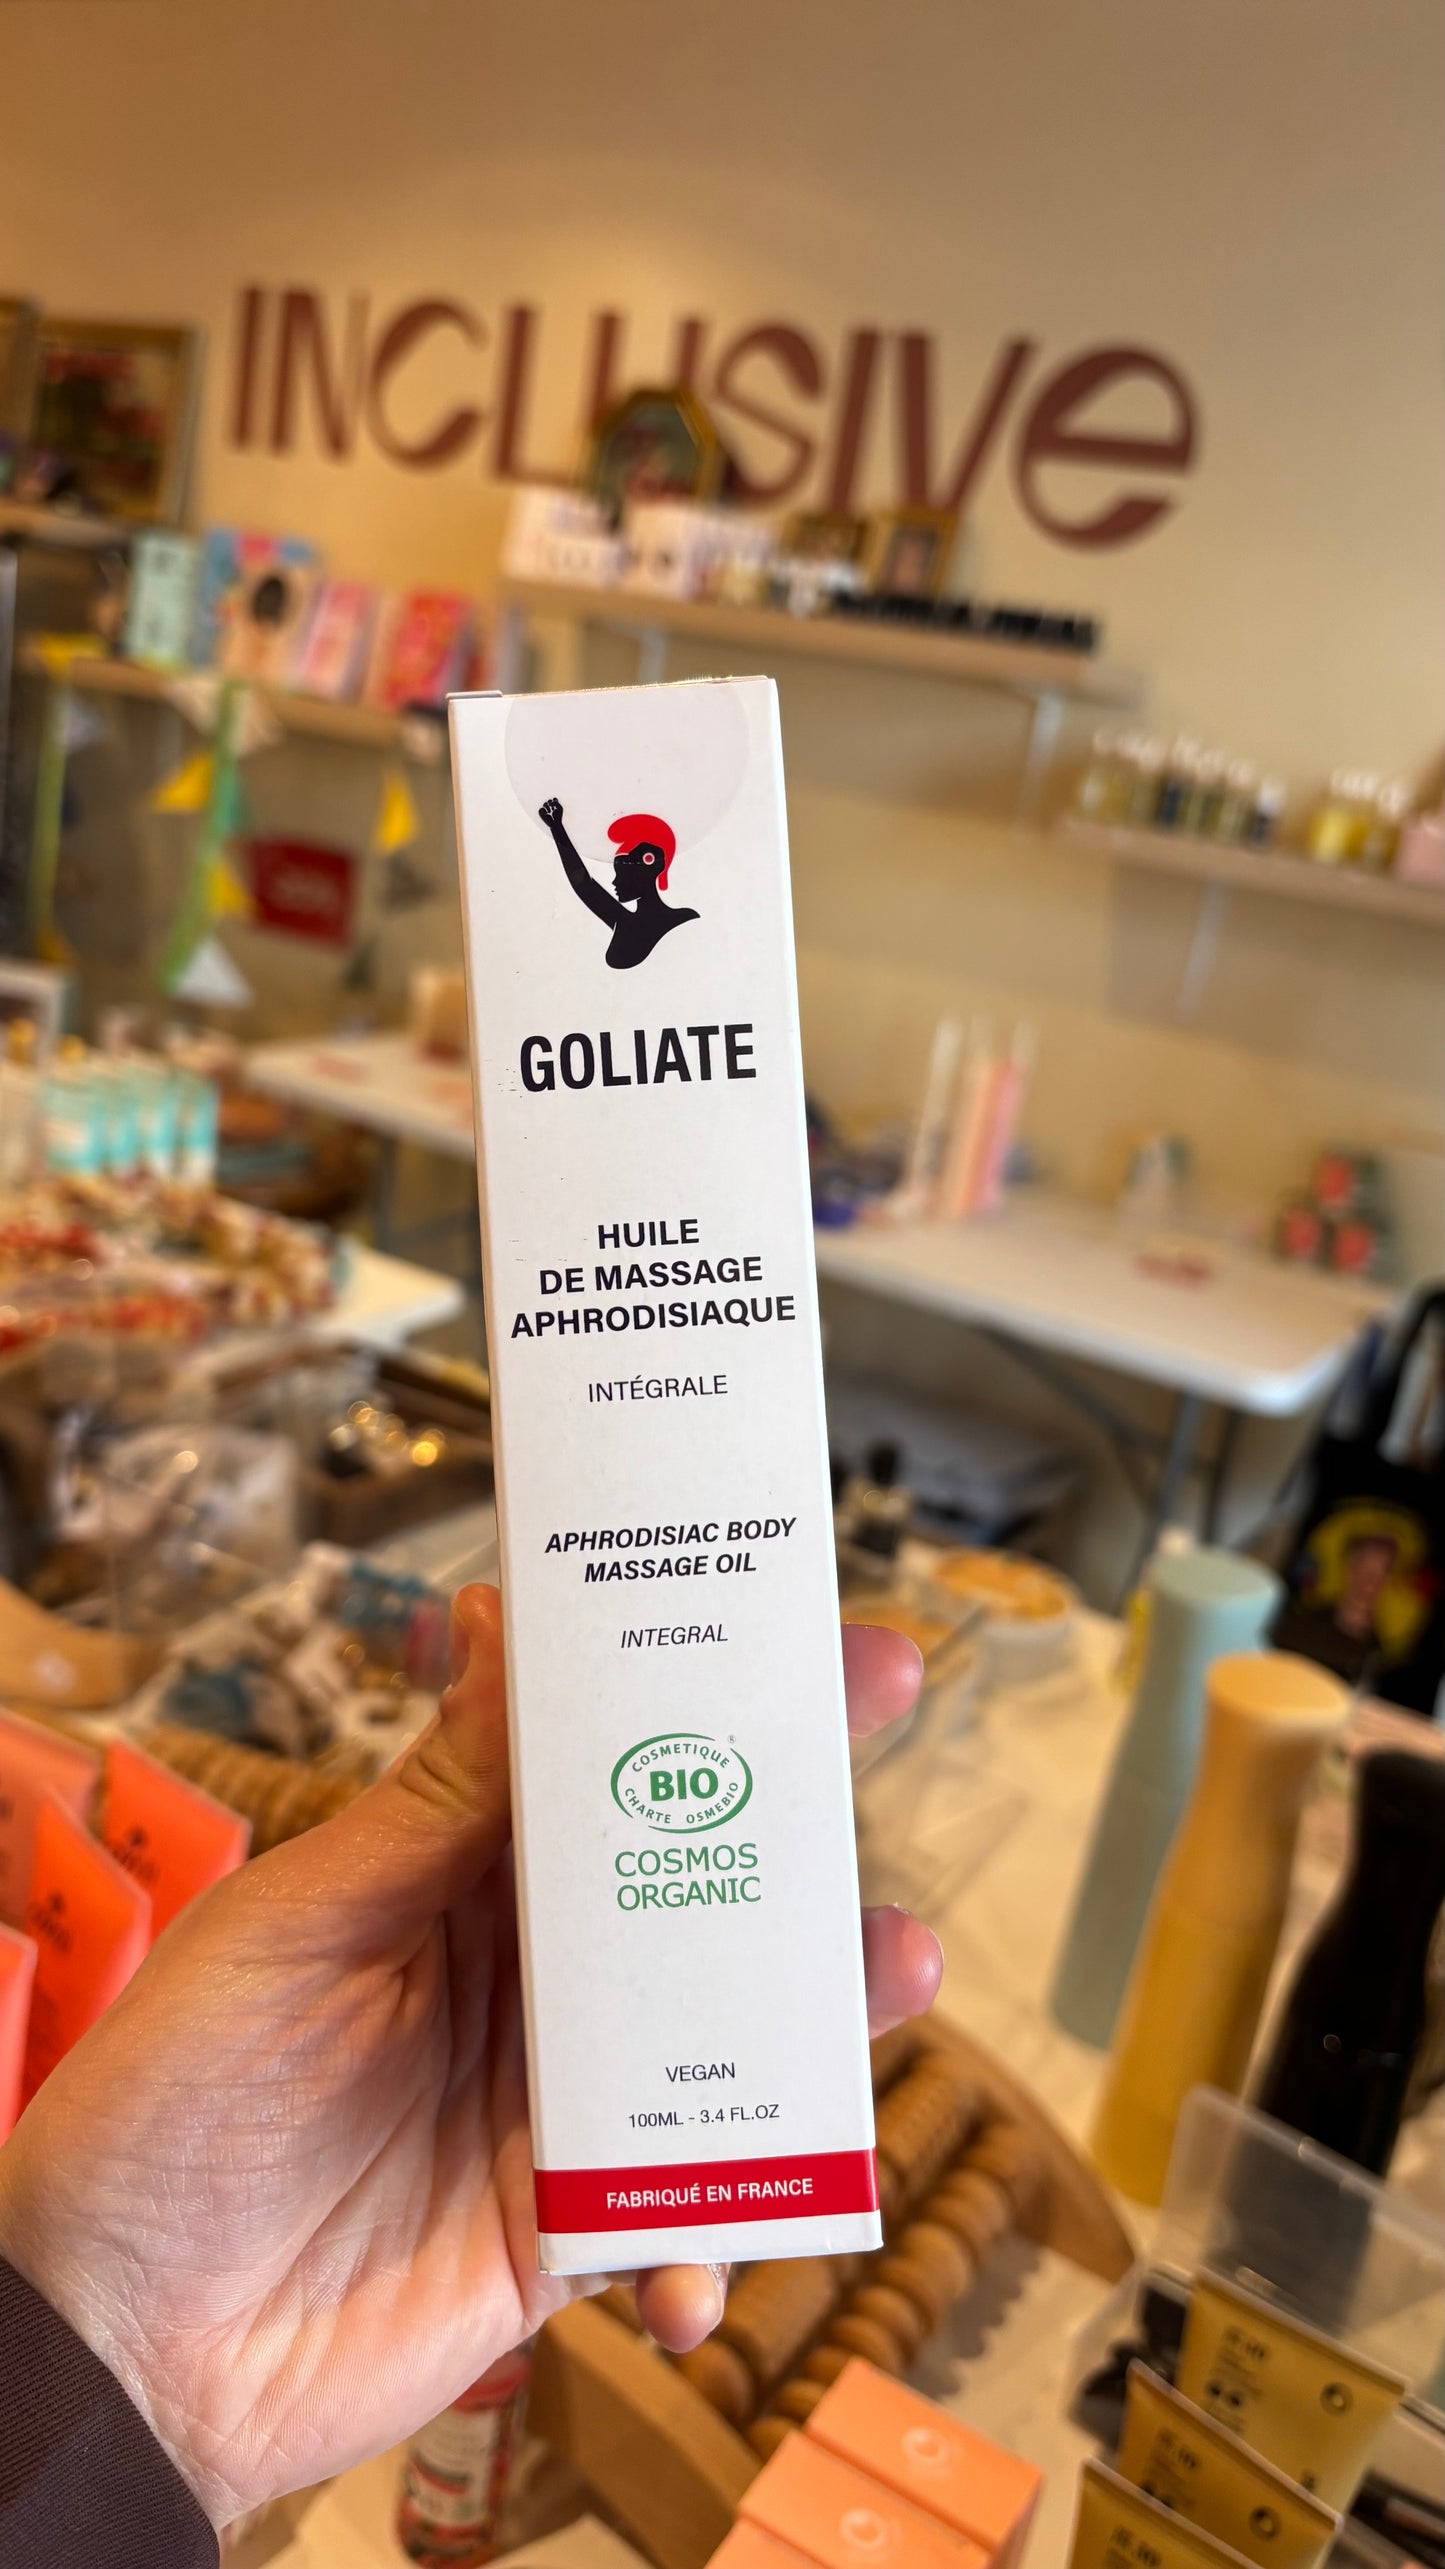 INCLUSIVE
GOLIATE
HUILE
DE MASSAGE
APHRODISIAQUE
INTÉGRALE
APHRODISIAC BODY
MASSAGE OIL
INTEGRAL
COSMETIQUE ®
BIO
CHARTE OSMEBIO
COSMOS
ORGANIC
VEGAN
100ML - 3.4 FL.OZ
FABRIQUÉ EN FRANCE